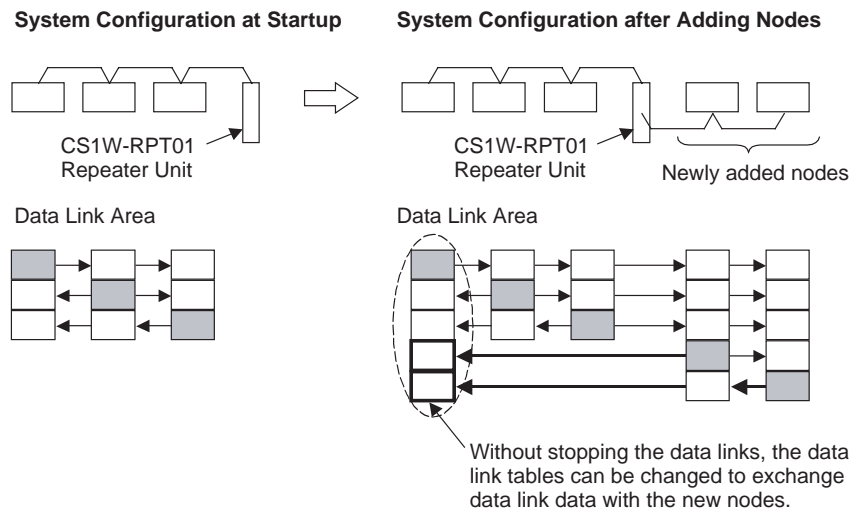 System Configuration at Startup
System Configuration after Adding Nodes
CS1W-RPT01
Repeater Unit
CS1W-RPT01
Repeater Unit
Newly added nodes
Data Link Area
Data Link Area
Without stopping the data links, the data
link tables can be changed to exchange
data link data with the new nodes.